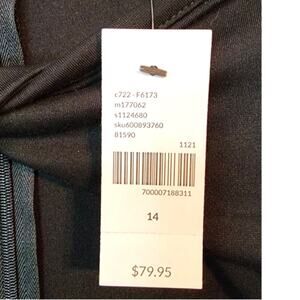 c722 - F6173
m177062
s1124680
sku600893760
81590
1121
700007188311
14
$79.95